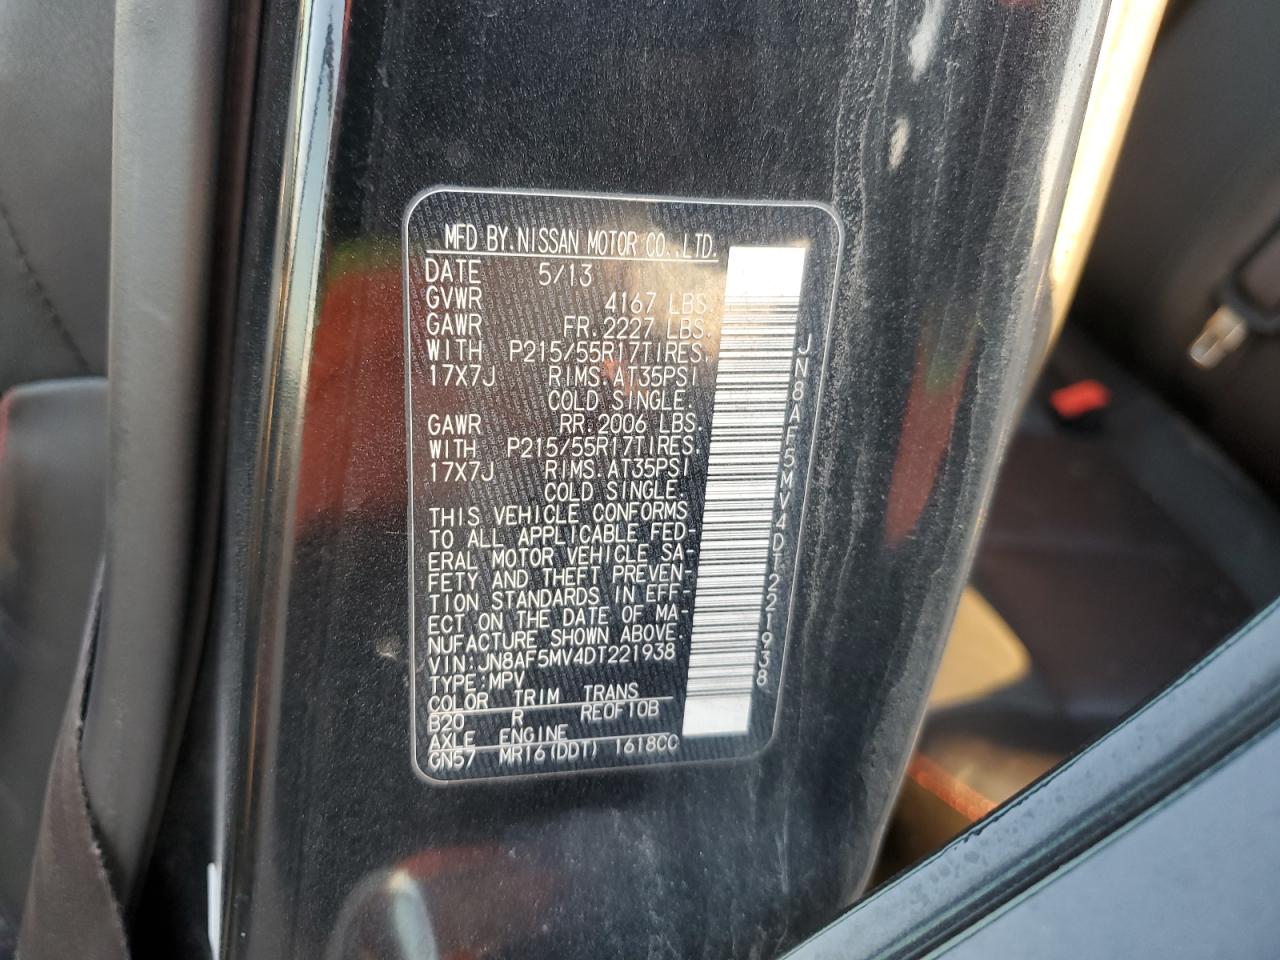 MFD BY. NISSAN MOTOR CO., LTD.
DATE 5/13
GVWR 4167 LBS.
GAWR FR. 2227 LBS.
WITH P215/55R17TIRES.
17X7J RIMS. AT35PSI
COLD SINGLE.
GAWR RR. 2006 LBS.
WITH P215/55R17TIRES.
17X7J RIMS. AT35PSI
COLD SINGLE.
THIS VEHICLE CONFORMS
TO ALL APPLICABLE FED-
ERAL MOTOR VEHICLE SA-
FETY AND THEFT PREVEN-
TION STANDARDS IN EFF-
ECT ON THE DATE OF MA-
NUFACTURE SHOWN ABOVE.
VIN:JN8AF5MV4DT221938
TYPE:MPV
COLOR TRIM TRANS
B20 R REOF10B
AXLE ENGINE
GN57 MR16(DDT) 1618CC
JN8AF5MV4DT221938